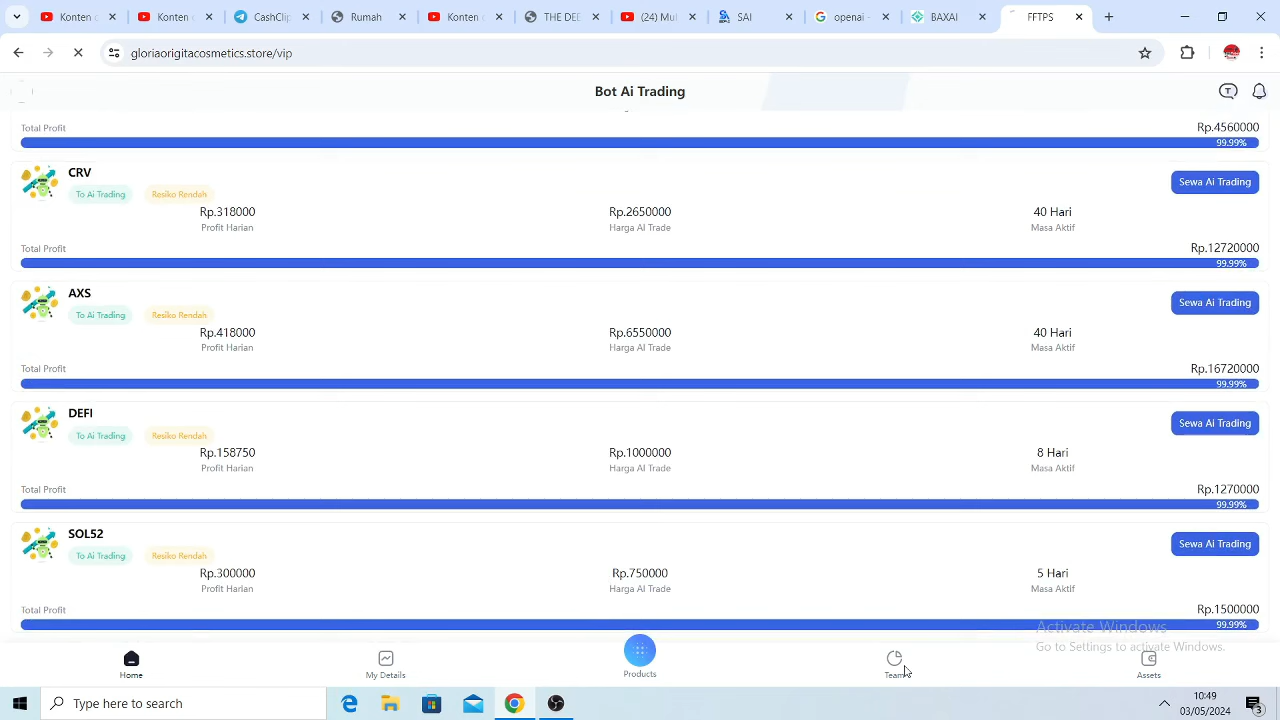 Konten
Konten
CashClip
Rumah
Konten
THE DEI
(24) Mul
SAI
openai -
BAXAI
FFTPS
gloriaorigitacosmetics.store/vip
Bot Ai Trading
Total Profit
Rp.4560000
99.99%
CRV
To Ai Trading
Resiko Rendah
Sewa Ai Trading
Rp.318000
Rp.2650000
40 Hari
Profit Harian
Harga AI Trade
Masa Aktif
Total Profit
Rp.12720000
99.99%
AXS
To Ai Trading
Resiko Rendah
Sewa Ai Trading
Rp.418000
Rp.6550000
40 Hari
Profit Harian
Harga AI Trade
Masa Aktif
Total Profit
Rp.16720000
99.99%
DEFI
To Ai Trading
Resiko Rendah
Sewa Ai Trading
Rp.158750
Rp.1000000
8 Hari
Profit Harian
Harga AI Trade
Masa Aktif
Total Profit
Rp.1270000
99.99%
SOL52
To Ai Trading
Resiko Rendah
Sewa Ai Trading
Rp.300000
Rp.750000
5 Hari
Profit Harian
Harga AI Trade
Masa Aktif
Total Profit
Rp.1500000
99.99%
Activate Windows
Go to Settings to activate Windows.
Home
My Details
Products
Team
Assets
Type here to search
10:49
03/05/2024
3